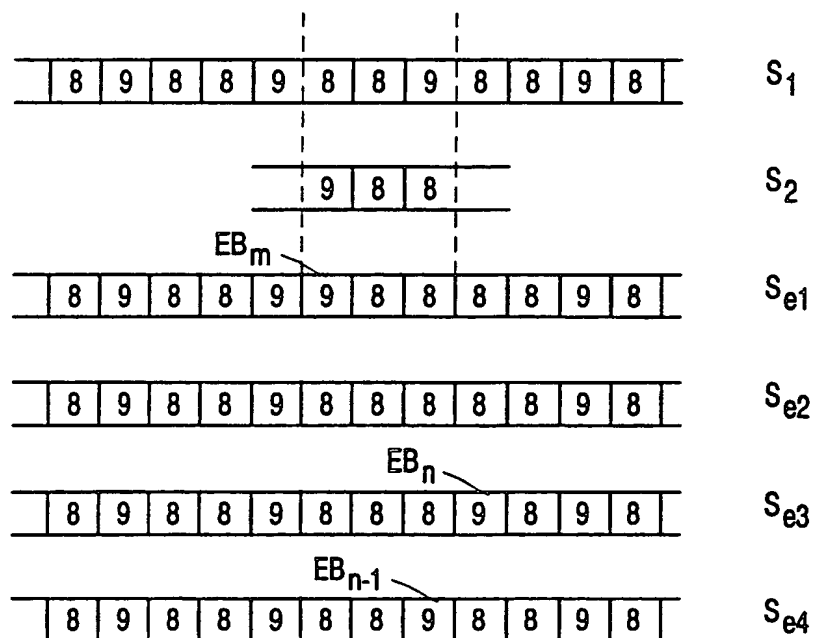 8 9 8 8 9 8 8 9 8 8 9 8 S1
9 8 8 S2
EBm
8 9 8 8 9 9 8 8 8 8 9 8 Se1
8 9 8 8 9 8 8 8 8 8 9 8 Se2
EBn
8 9 8 8 9 8 8 8 9 8 9 8 Se3
EBn-1
8 9 8 8 9 8 8 9 8 8 9 8 Se4